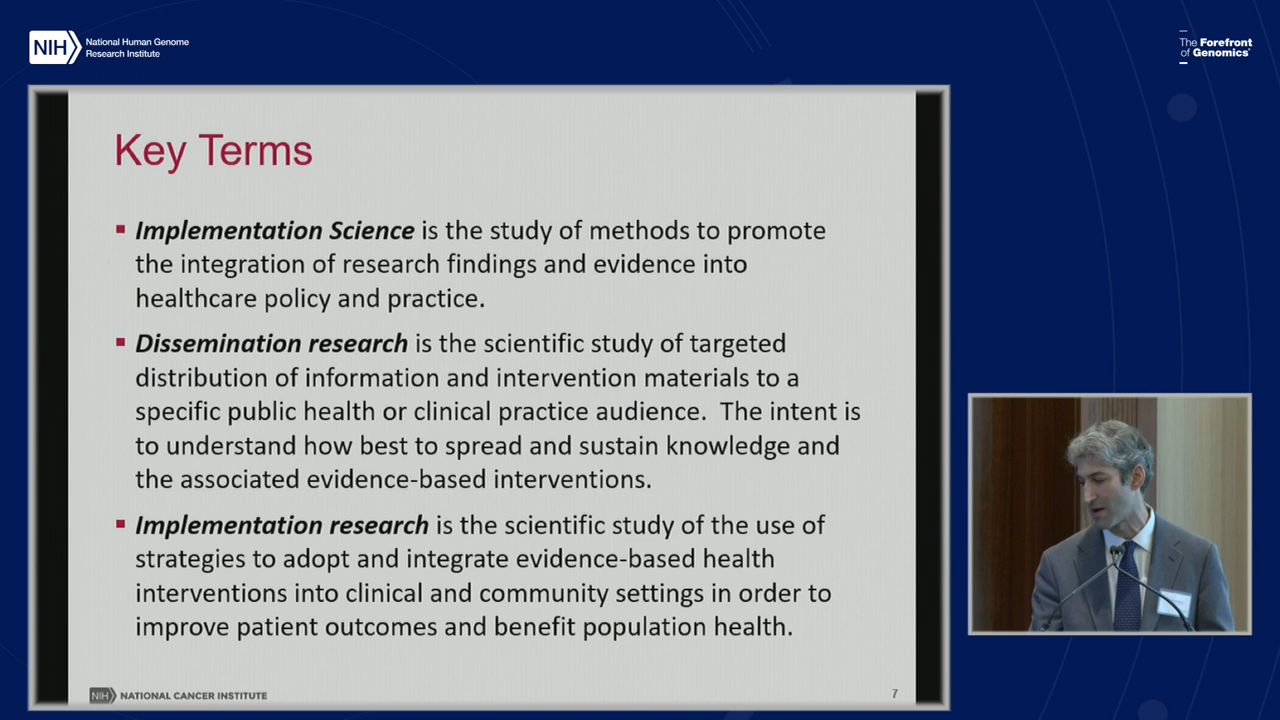 NIH
National Human Genome
Research Institute
The Forefront
of Genomics®
Key Terms
Implementation Science is the study of methods to promote
the integration of research findings and evidence into
healthcare policy and practice.
Dissemination research is the scientific study of targeted
distribution of information and intervention materials to a
specific public health or clinical practice audience.  The intent is
to understand how best to spread and sustain knowledge and
the associated evidence-based interventions.
Implementation research is the scientific study of the use of
strategies to adopt and integrate evidence-based health
interventions into clinical and community settings in order to
improve patient outcomes and benefit population health.
NIH NATIONAL CANCER INSTITUTE
7